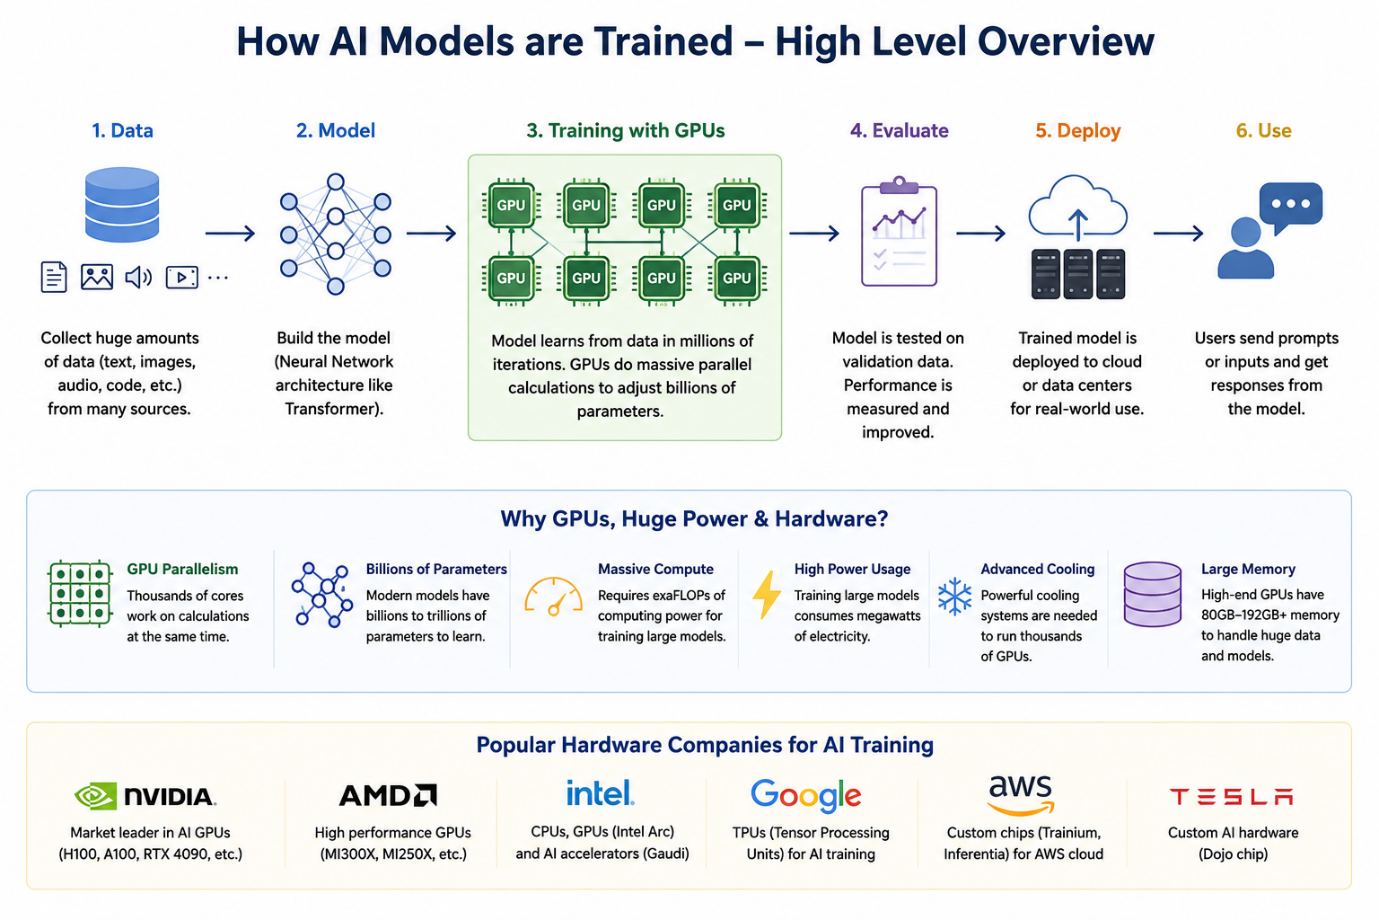 How AI Models are Trained – High Level Overview
1. Data
Collect huge amounts
of data (text, images,
audio, code, etc.)
from many sources.
2. Model
Build the model
(Neural Network
architecture like
Transformer).
3. Training with GPUs
GPU
GPU
GPU
GPU
GPU
GPU
GPU
GPU
Model learns from data in millions of
iterations. GPUs do massive parallel
calculations to adjust billions of
parameters.
4. Evaluate
Model is tested on
validation data.
Performance is
measured and
improved.
5. Deploy
Trained model is
deployed to cloud
or data centers
for real-world use.
6. Use
Users send prompts
or inputs and get
responses from
the model.
Why GPUs, Huge Power & Hardware?
GPU Parallelism
Thousands of cores
work on calculations
at the same time.
Billions of Parameters
Modern models have
billions to trillions of
parameters to learn.
Massive Compute
Requires exaFLOPs of
computing power for
training large models.
High Power Usage
Training large models
consumes megawatts
of electricity.
Advanced Cooling
Powerful cooling
systems are needed
to run thousands
of GPUs.
Large Memory
High-end GPUs have
80GB–192GB+ memory
to handle huge data
and models.
Popular Hardware Companies for AI Training
NVIDIA.
Market leader in AI GPUs
(H100, A100, RTX 4090, etc.)
AMD
High performance GPUs
(MI300X, MI250X, etc.)
intel.
CPUs, GPUs (Intel Arc)
and AI accelerators (Gaudi)
Google
TPUs (Tensor Processing
Units) for AI training
aws
Custom chips (Trainium,
Inferentia) for AWS cloud
TESLA
Custom AI hardware
(Dojo chip)